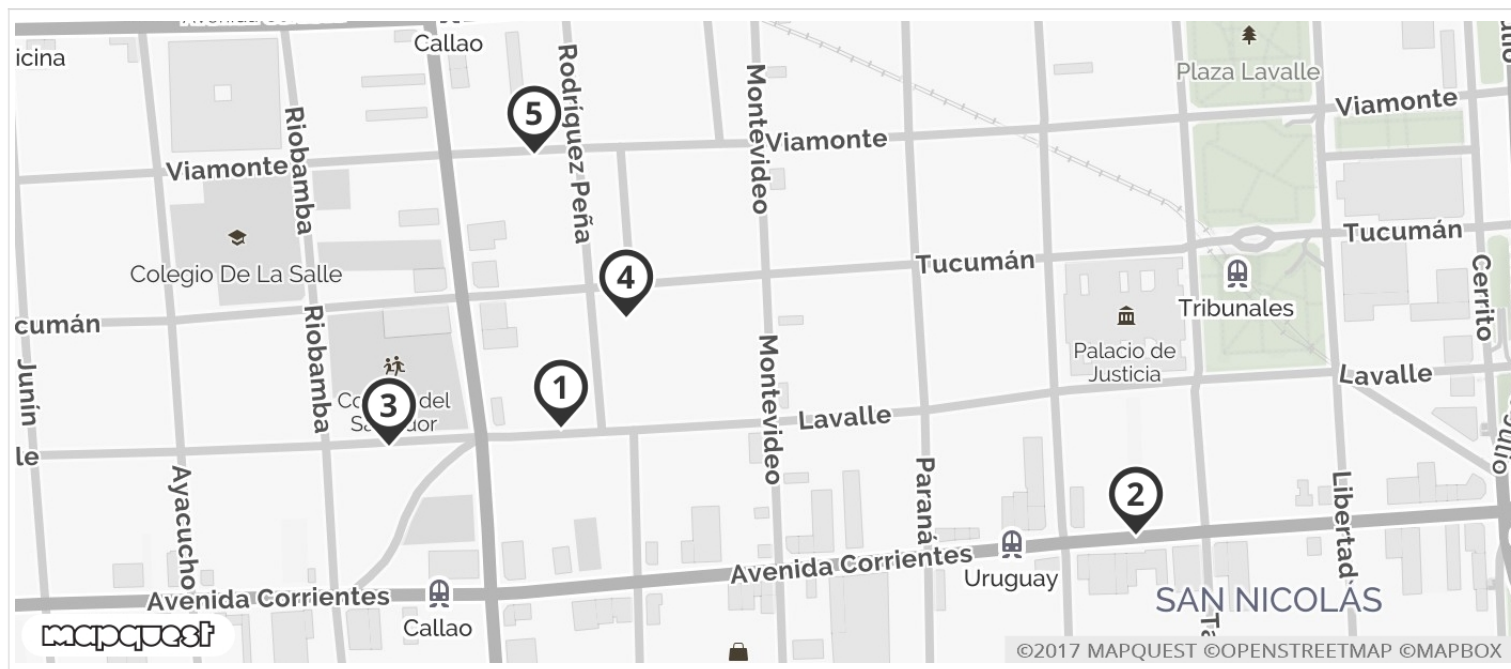 icina
Callao
Plaza Lavalle
Viamonte
5
Rodríquez Peña
Montevideo
Viamonte
Riobamba
Viamonte
Colegio De La Salle
Tucumán
Tucumán
4
Tribunales
Cerrito
cumán
Riobamba
Palacio de
Justicia
Junín
1
Montevideo
Lavalle
3
Lavalle
le
Ayacucho
Paraná
2
Libertad
Avenida Corrientes
Uruguay
SAN NICOLÁS
Avenida Corrientes
Callao
mapquest
©2017 MAPQUEST ©OPENSTREETMAP ©MAPBOX